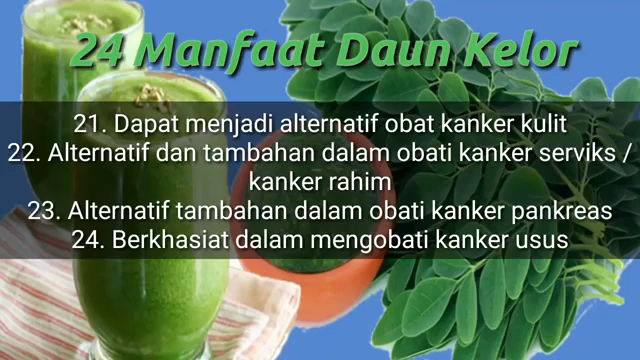 24 Manfaat Daun Kelor
21. Dapat menjadi alternatif obat kanker kulit
22. Alternatif dan tambahan dalam obati kanker serviks /
kanker rahim
23. Alternatif tambahan dalam obati kanker pankreas
24. Berkhasiat dalam mengobati kanker usus